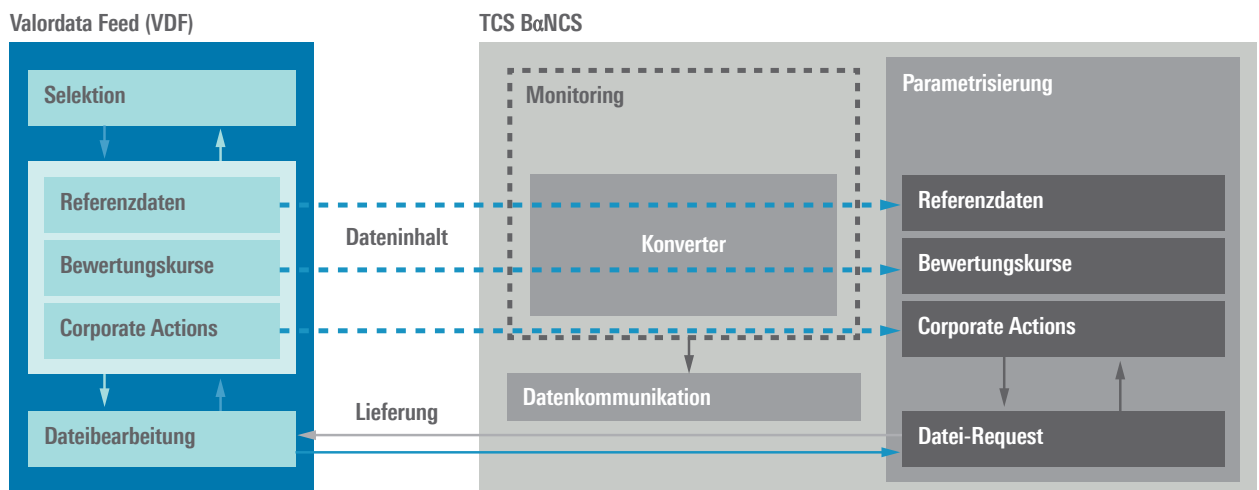 Valordata Feed (VDF)
TCS BαNCS
Selektion
Referenzdaten
Bewertungskurse
Corporate Actions
Dateibearbeitung
Dateninhalt
Lieferung
Monitoring
Konverter
Datenkommunikation
Parametrisierung
Referenzdaten
Bewertungskurse
Corporate Actions
Datei-Request